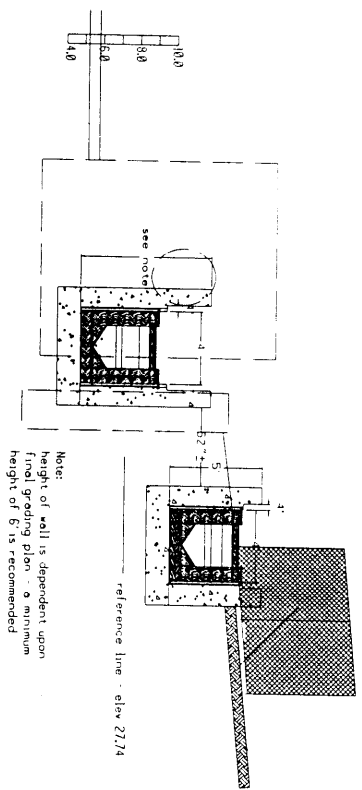 10.0
8.0
6.0
4.0
see note
4'
62" +
5'
4"
reference line - elev 27.74
Note:
height of wall is dependent upon
final grading plan - a minimum
height of 6' is recommended